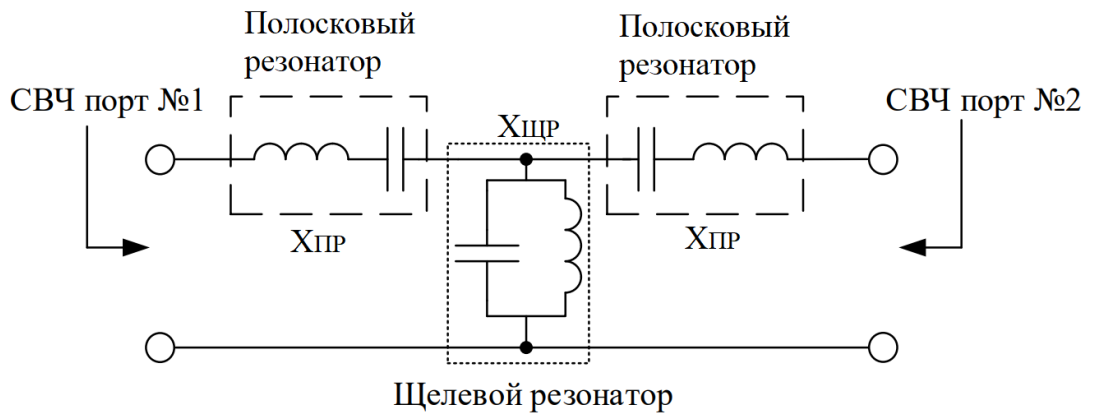 Полосковый
резонатор
Полосковый
резонатор
СВЧ порт №1
СВЧ порт №2
XЩР
XПР
XПР
Щелевой резонатор